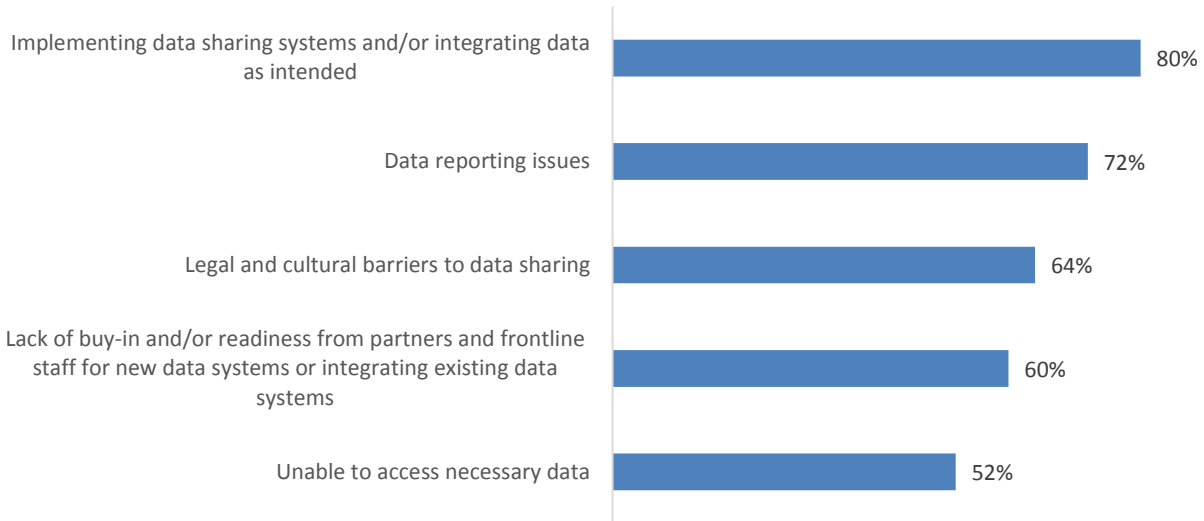 Implementing data sharing systems and/or integrating data
as intended
80%
Data reporting issues
72%
Legal and cultural barriers to data sharing
64%
Lack of buy-in and/or readiness from partners and frontline
staff for new data systems or integrating existing data
systems
60%
Unable to access necessary data
52%